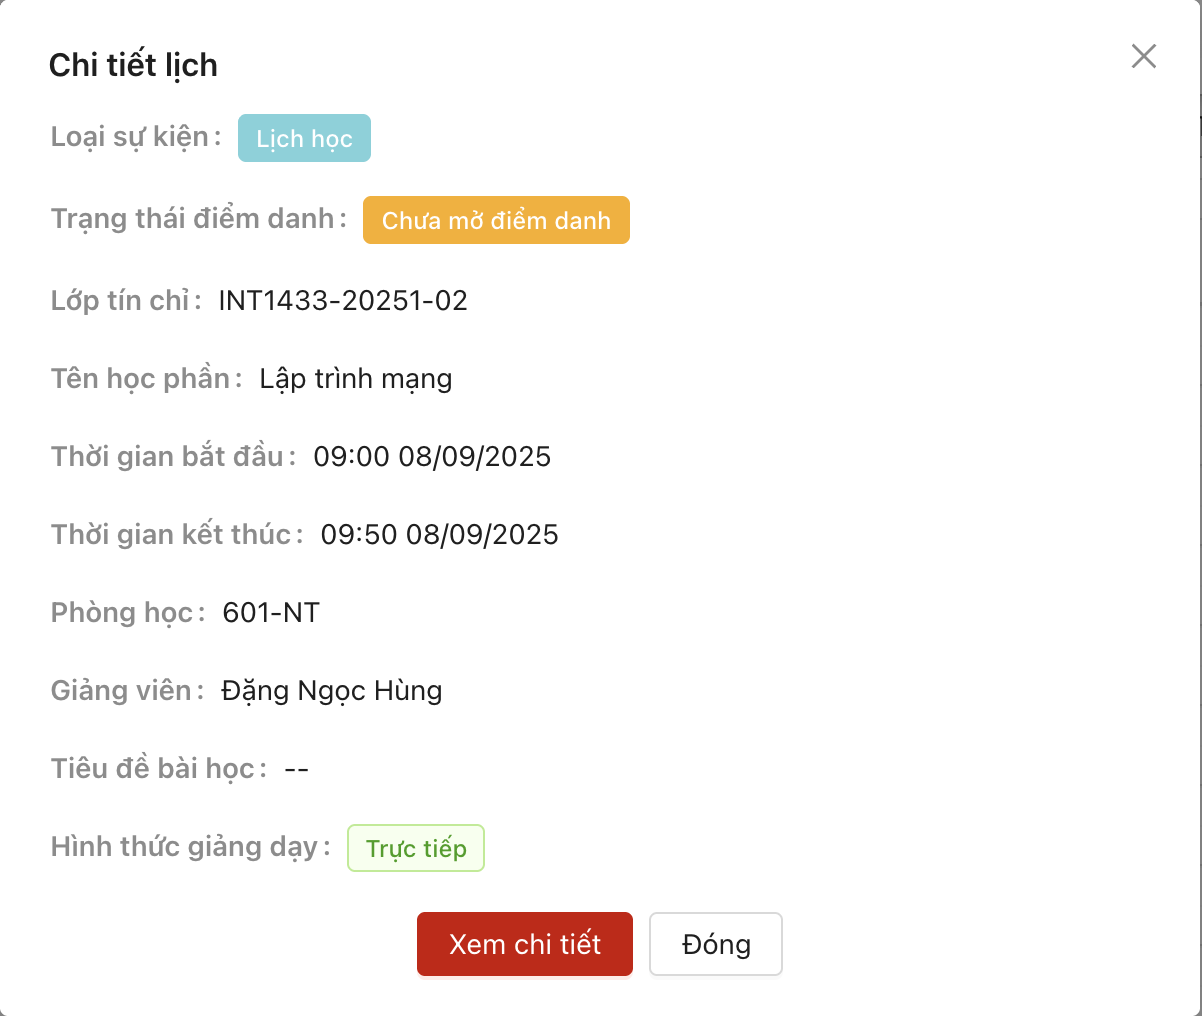 Chi tiết lịch
Loại sự kiện: Lịch học
Trạng thái điểm danh: Chưa mở điểm danh
Lớp tín chỉ: INT1433-20251-02
Tên học phần: Lập trình mạng
Thời gian bắt đầu: 09:00 08/09/2025
Thời gian kết thúc: 09:50 08/09/2025
Phòng học: 601-NT
Giảng viên: Đặng Ngọc Hùng
Tiêu đề bài học: --
Hình thức giảng dạy: Trực tiếp
Xem chi tiết Đóng